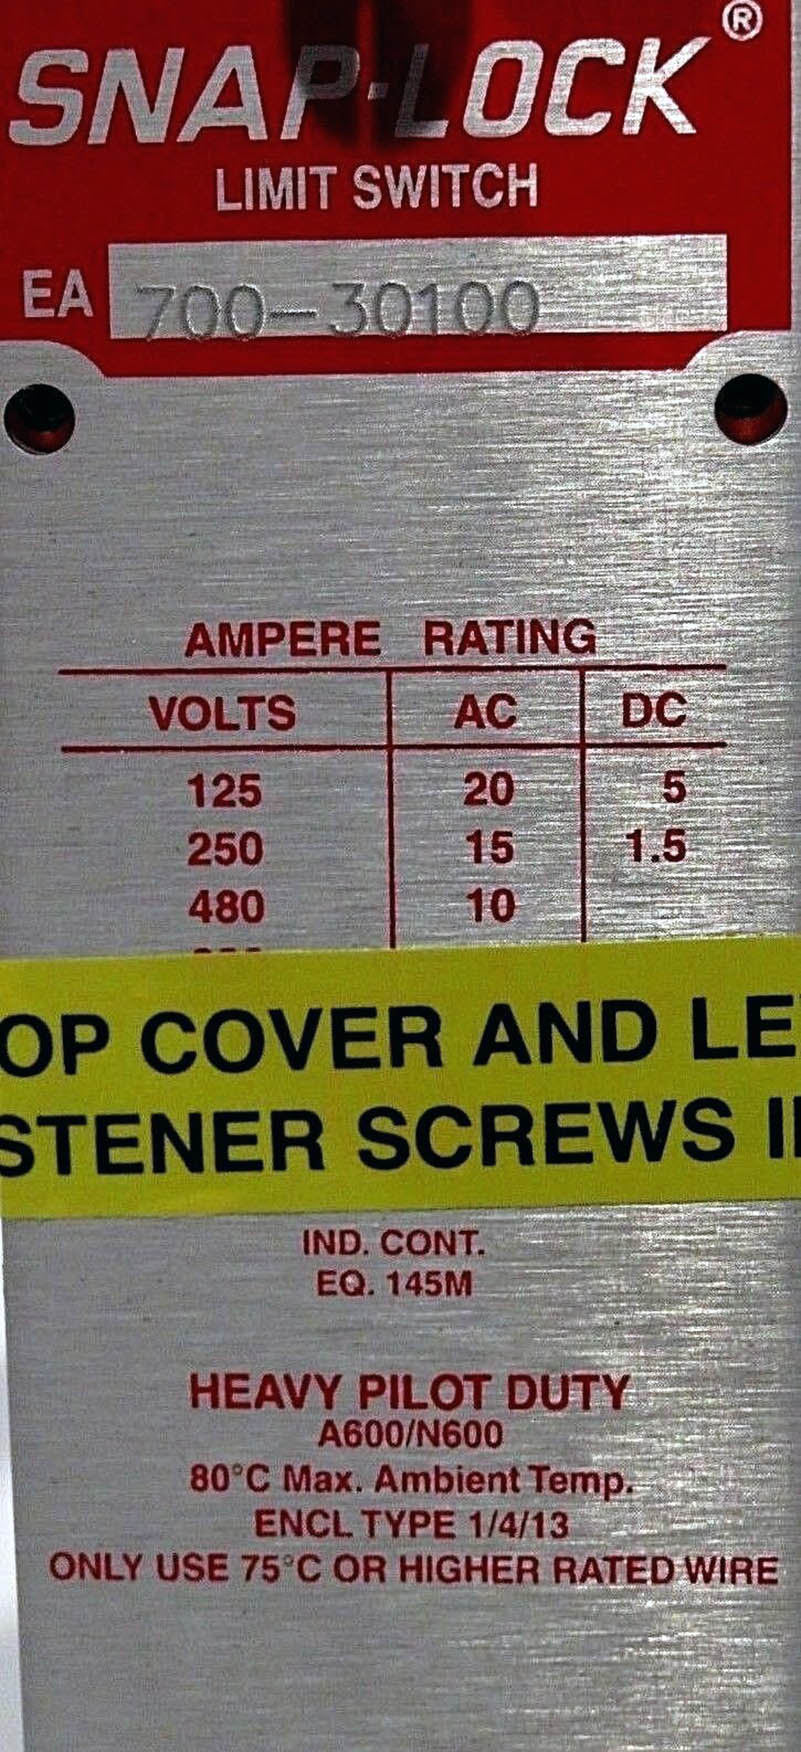 SNAP-LOCK®
LIMIT SWITCH
EA 700-30100
AMPERE RATING
VOLTS AC DC
125 20 5
250 15 1.5
480 10
OP COVER AND LE
STENER SCREWS I
IND. CONT.
EQ. 145M
HEAVY PILOT DUTY
A600/N600
80°C Max. Ambient Temp.
ENCL TYPE 1/4/13
ONLY USE 75°C OR HIGHER RATED WIRE